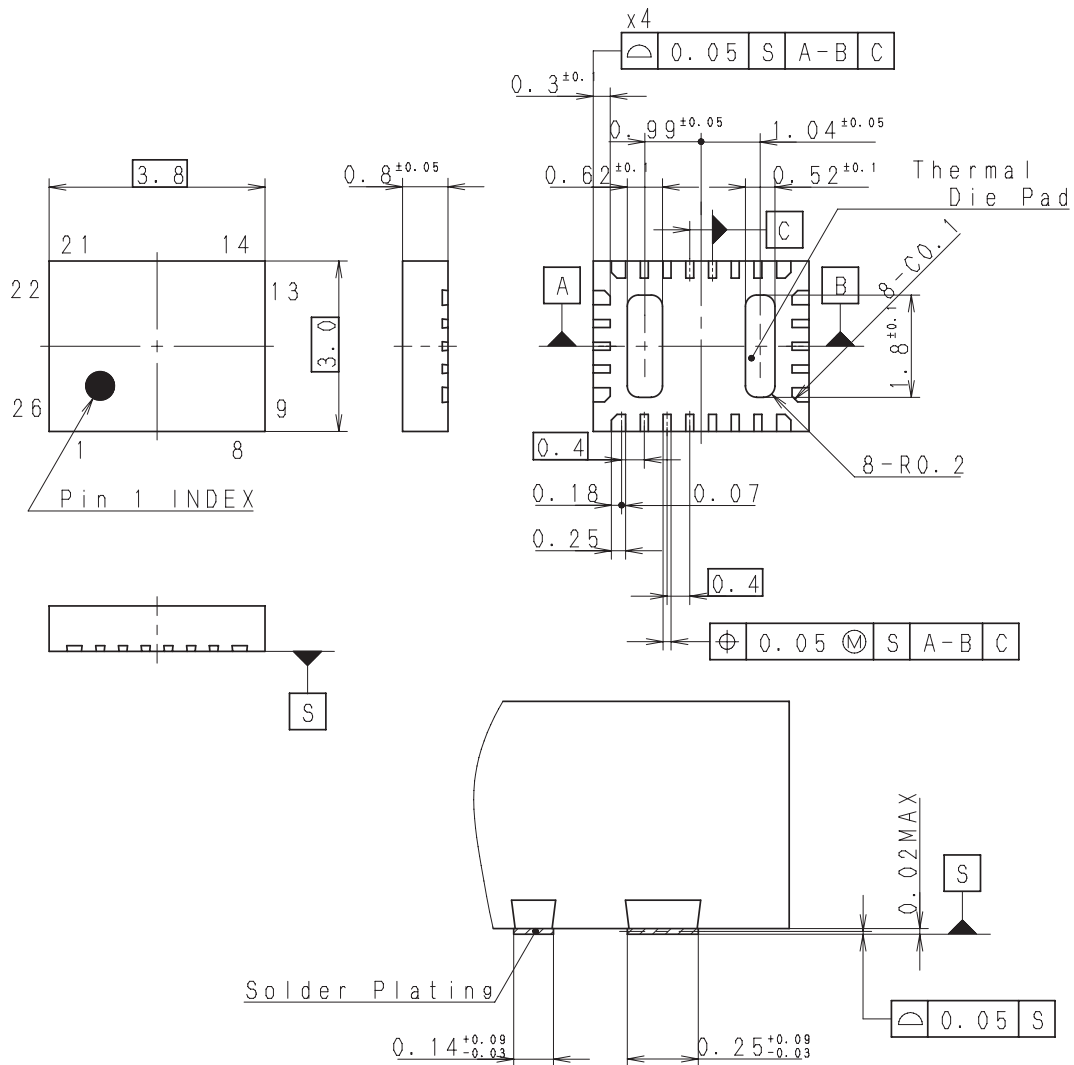 x4
⌓ 0.05 S A-B C
0.3±0.1
0.99±0.05
1.04±0.05
3.8
0.8±0.05
0.62±0.1
0.52±0.1
Thermal
Die Pad
C
21
14
22
13
A
B
8-C0.1
3.0
1.8±0.1
26
9
1
8
0.4
8-R0.2
Pin 1 INDEX
0.18
0.07
0.25
0.4
⌖ 0.05 Ⓜ S A-B C
S
0.02MAX
S
Solder Plating
⌓ 0.05 S
0.14+0.09-0.03
0.25+0.09-0.03